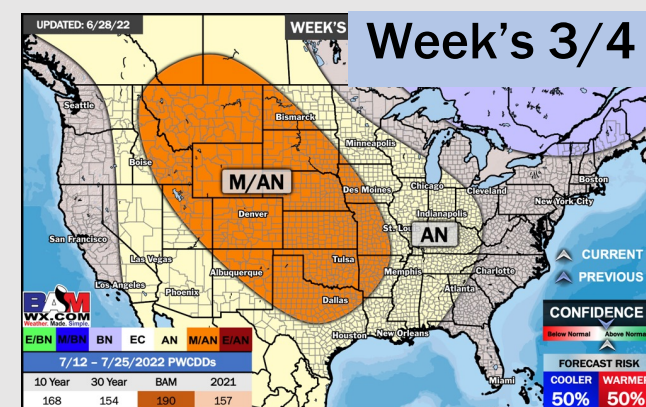 UPDATED: 6/28/22
WEEK'S
Week's 3/4
Seattle
Bismarck
Minneapolis
Boise
M/AN
Des Moines
Chicago
Cleveland
Boston
New York City
Denver
Indianapolis
St. Lou
AN
San Francisco
Las Vegas
Tulsa
CURRENT
Albuquerque
Memphis
Charlotte
PREVIOUS
Los Angeles
Phoenix
Dallas
Atlanta
BAM
WX.COM
Weather. Made. Simple.
Houston
New Orleans
Miami
CONFIDENCE
Below Normal
Above Norma
E/BN M/BN BN EC AN M/AN E/AN
7/12 – 7/25/2022 PWCDDs
10 Year 30 Year BAM 2021
168 154 190 157
FORECAST RISK
COOLER WARME
50% 50%